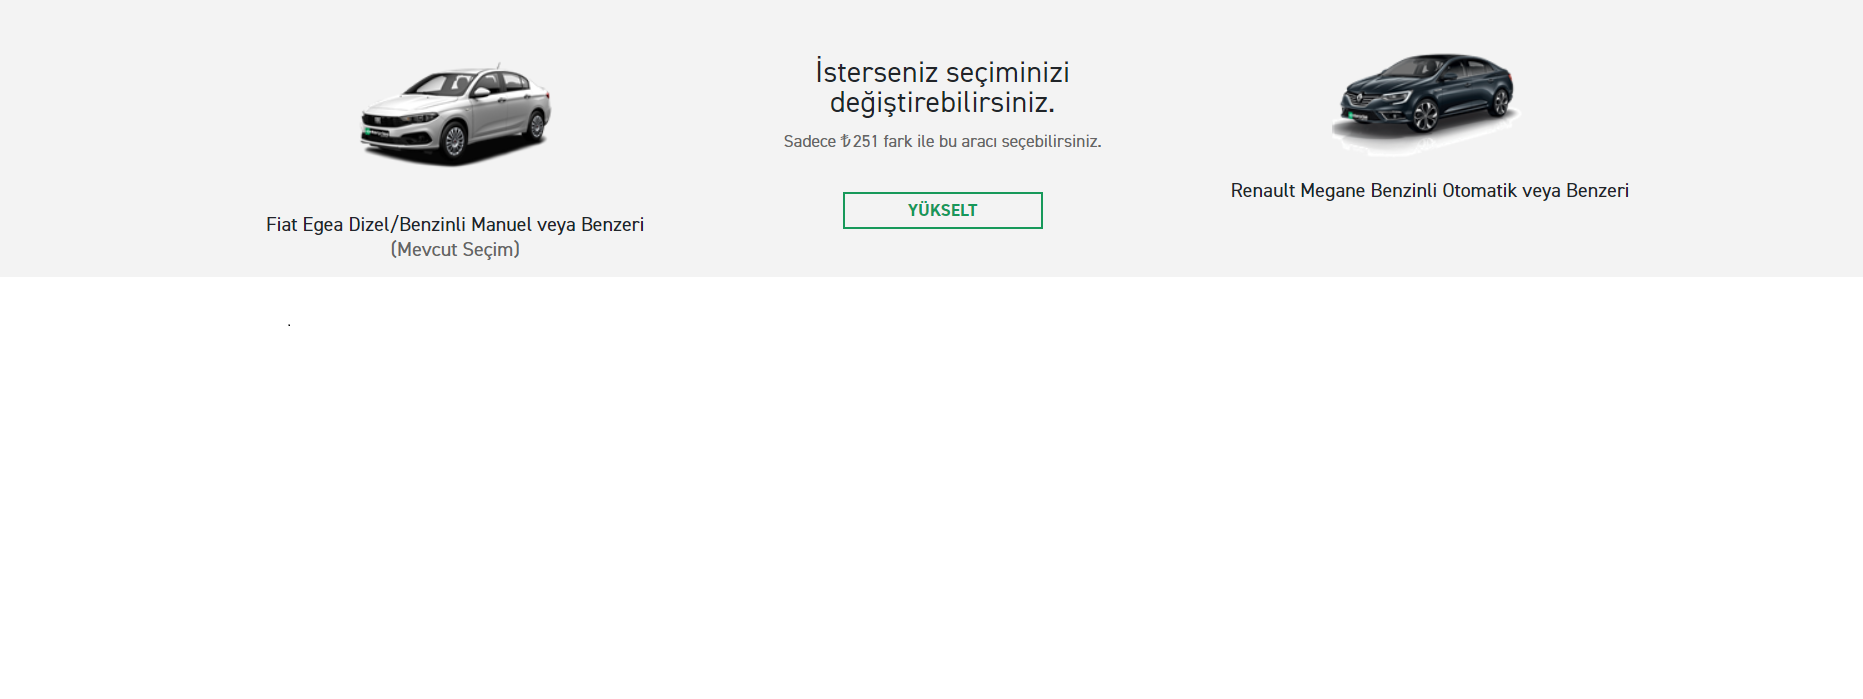 İsterseniz seçiminizi
değiştirebilirsiniz.
Sadece ₺251 fark ile bu aracı seçebilirsiniz.
YÜKSELT
Fiat Egea Dizel/Benzinli Manuel veya Benzeri
(Mevcut Seçim)
Renault Megane Benzinli Otomatik veya Benzeri
.